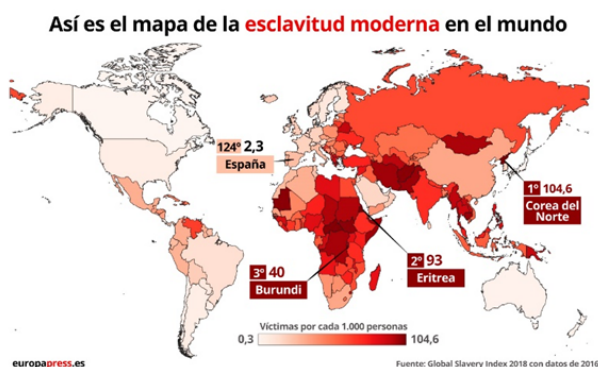 Así es el mapa de la esclavitud moderna en el mundo
124º 2,3
España
1º 104,6
Corea del
Norte
2º 93
Eritrea
3º 40
Burundi
Víctimas por cada 1.000 personas
0,3
104,6
europapress.es
Fuente: Global Slavery Index 2018 con datos de 2016